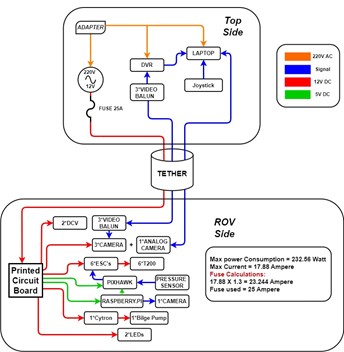 Top
Side
ADAPTER
220V
12V
FUSE 25A
DVR
LAPTOP
3*VIDEO
BALUN
Joystick
220V AC
Signal
12V DC
5V DC
TETHER
ROV
Side
2*DCV
3*VIDEO
BALUN
3*CAMERA
+
1*ANALOG
CAMERA
6*ESC's
6*T200
Printed
Circuit
Board
PIXHAWK
PRESSURE
SENSOR
RASPBERRY.PI
1*CAMERA
1*Cytron
1*Bilge Pump
2*LEDs
Max power Consumption = 232.56 Watt
Max Current = 17.88 Ampere
Fuse Calculations:
17.88 X 1.3 = 23.244 Ampere
Fuse used = 25 Ampere